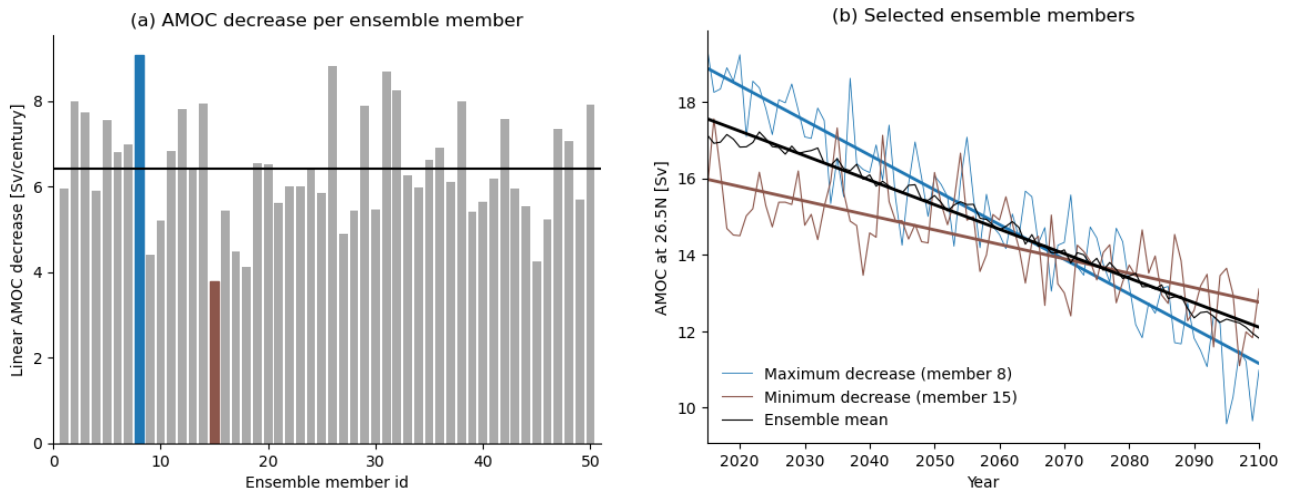 (a) AMOC decrease per ensemble member
Linear AMOC decrease [Sv/century]
8
6
4
2
0
0 10 20 30 40 50
Ensemble member id
(b) Selected ensemble members
AMOC at 26.5N [Sv]
18
16
14
12
10
Maximum decrease (member 8)
Minimum decrease (member 15)
Ensemble mean
2020 2030 2040 2050 2060 2070 2080 2090 2100
Year